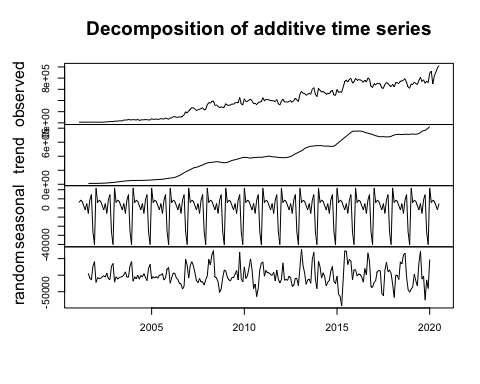 Decomposition of additive time series
observed
0e+00 8e+05
trend
6e+05
seasonal
-40000 0
random
-50000
2005 2010 2015 2020